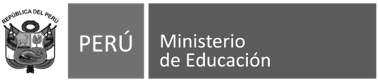 REPÚBLICA DEL PERÚ
PERÚ
Ministerio
de Educación